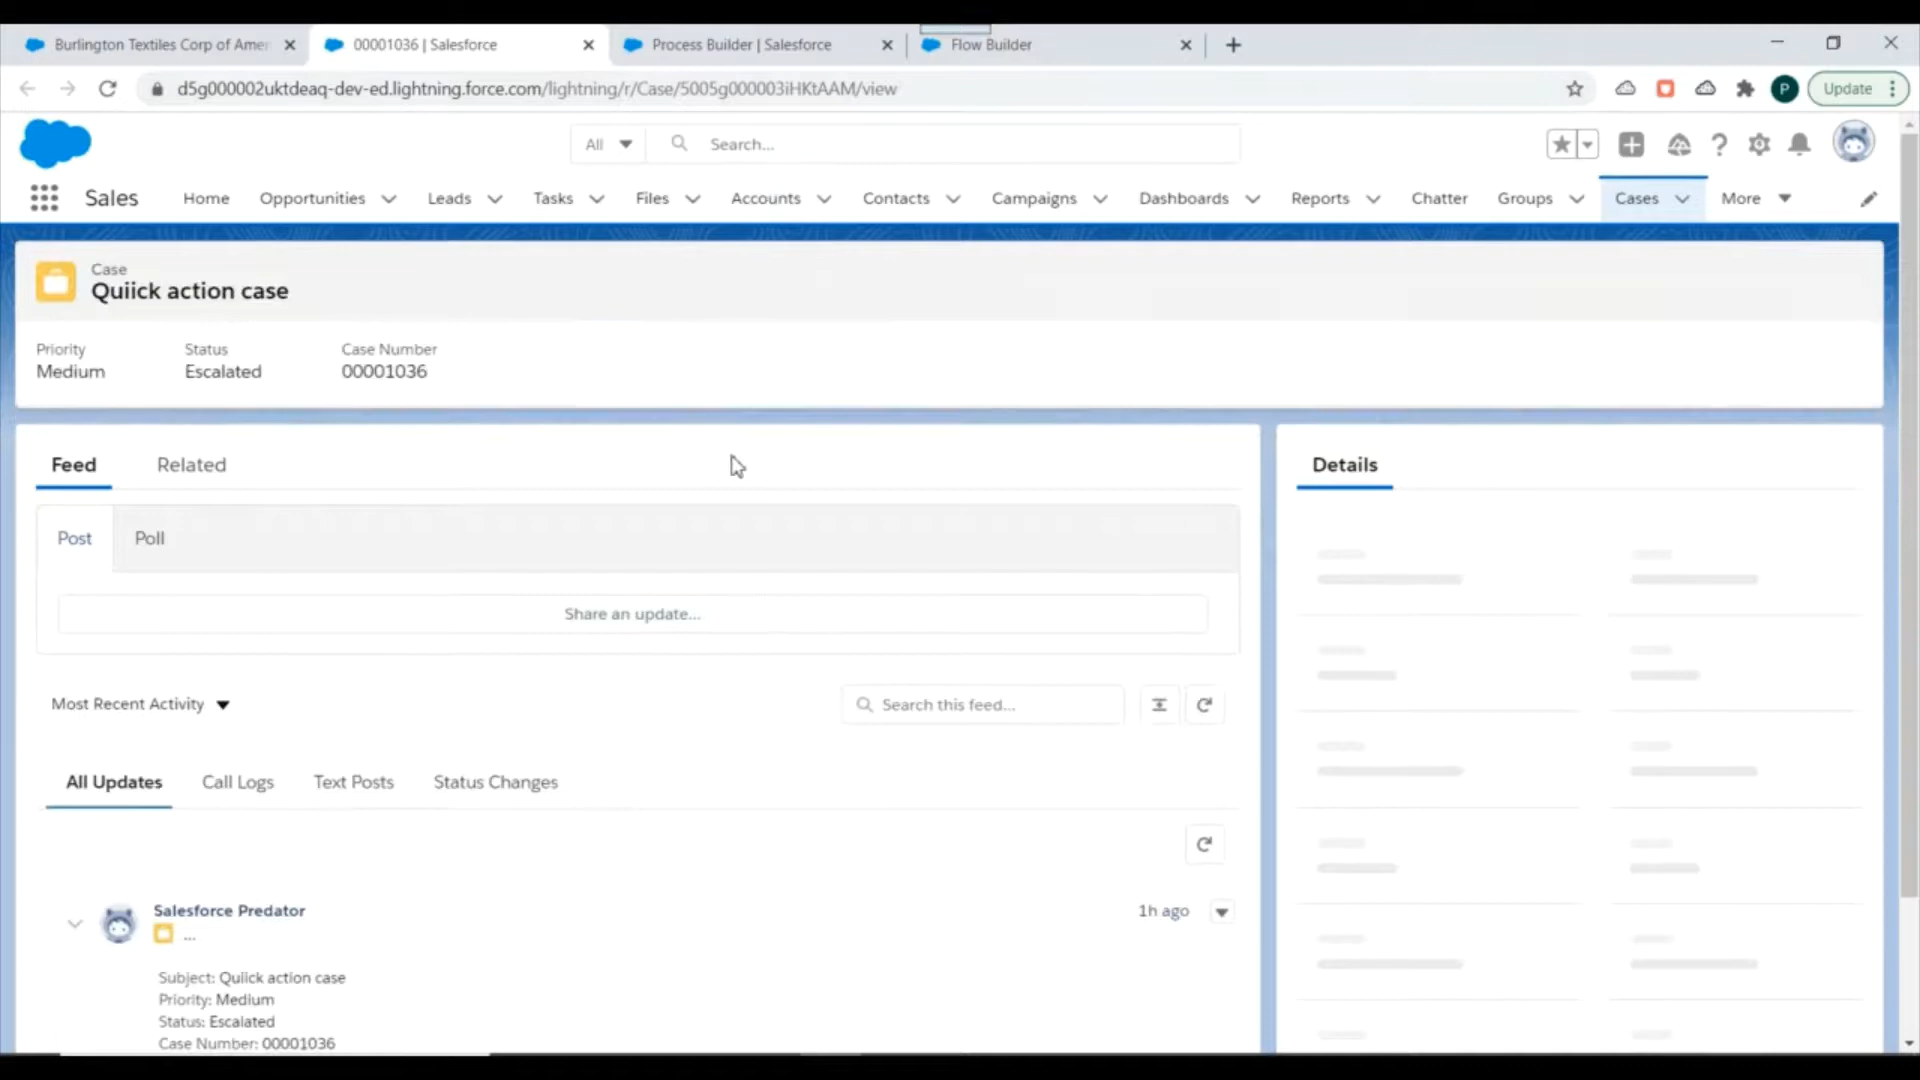 Burlington Textiles Corp of Amer
00001036 | Salesforce
Process Builder | Salesforce
Flow Builder
d5g000002uktdeaq-dev-ed.lightning.force.com/lightning/r/Case/5005g000003iHKtAAM/view
P
Update
All
Search...
Sales
Home
Opportunities
Leads
Tasks
Files
Accounts
Contacts
Campaigns
Dashboards
Reports
Chatter
Groups
Cases
More
Case
Quiick action case
Priority
Status
Case Number
Medium
Escalated
00001036
Feed
Related
Details
Post
Poll
Share an update...
Most Recent Activity
Search this feed...
All Updates
Call Logs
Text Posts
Status Changes
Salesforce Predator
1h ago
...
Subject: Quiick action case
Priority: Medium
Status: Escalated
Case Number: 00001036